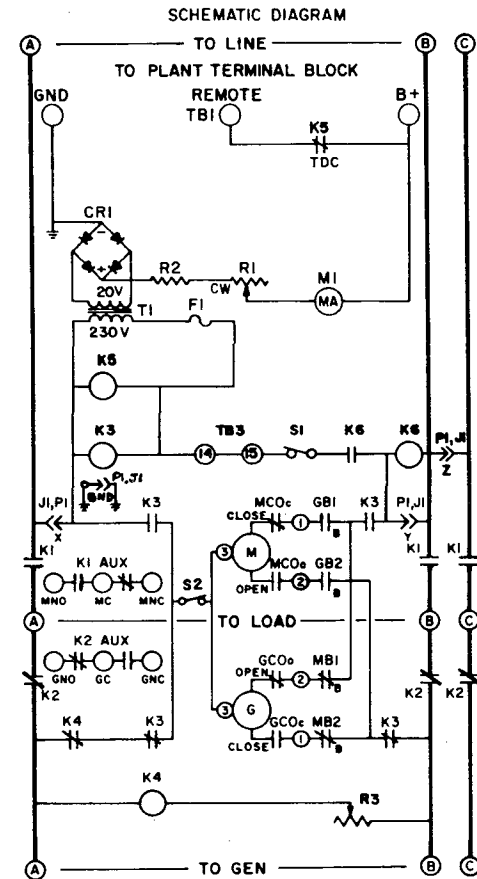 SCHEMATIC DIAGRAM
A TO LINE B C
TO PLANT TERMINAL BLOCK
GND REMOTE B+
TB1
K5
TDC
CR1
-
+
R2 R1
CW M1
MA
20V
T1 F1
230V
K5
K3 TB3 S1 K6 K6 P1,J1
14 15
Z
P1,J1
GND
J1,P1 K3 MCOc GB1 K3 P1,J1
X CLOSE 1 B Y
K1 K1 K1
K1 AUX 3 M MCOo GB2
MNO MC MNC S2 OPEN 2 B
A TO LOAD B C
K2 AUX
GNO GC GNC
OPEN GCOo MB1
2 B
K2 K2 K2
K4 K3 3 G GCOc MB2 K3
CLOSE 1 B
K4
R3
A TO GEN B C